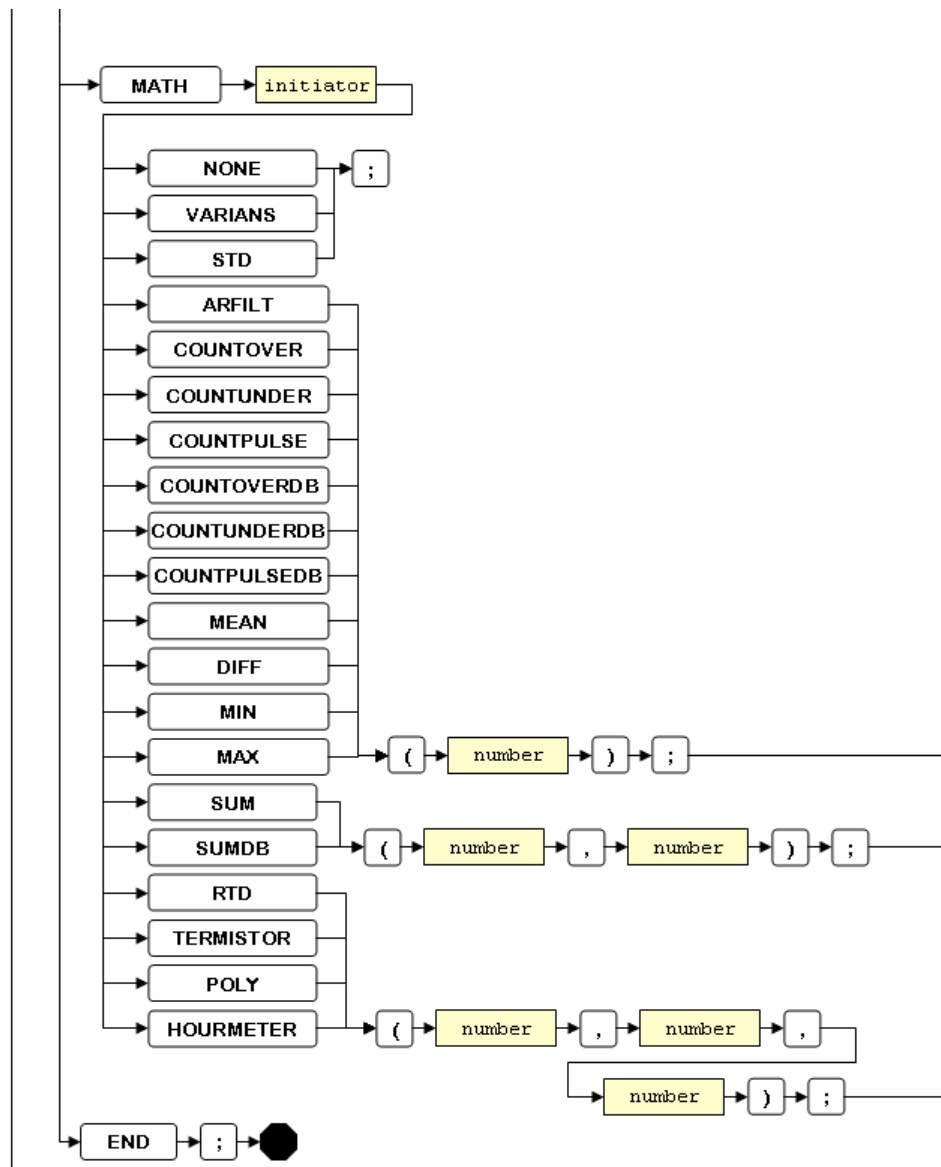 MATH initiator
NONE ;
VARIANS
STD
ARFILT
COUNTOVER
COUNTUNDER
COUNTPULSE
COUNTOVERDB
COUNTUNDERDB
COUNTPULSEDB
MEAN
DIFF
MIN
MAX ( number ) ;
SUM
SUMDB ( number , number ) ;
RTD
TERMISTOR
POLY
HOURMETER ( number , number ,
number ) ;
END ;